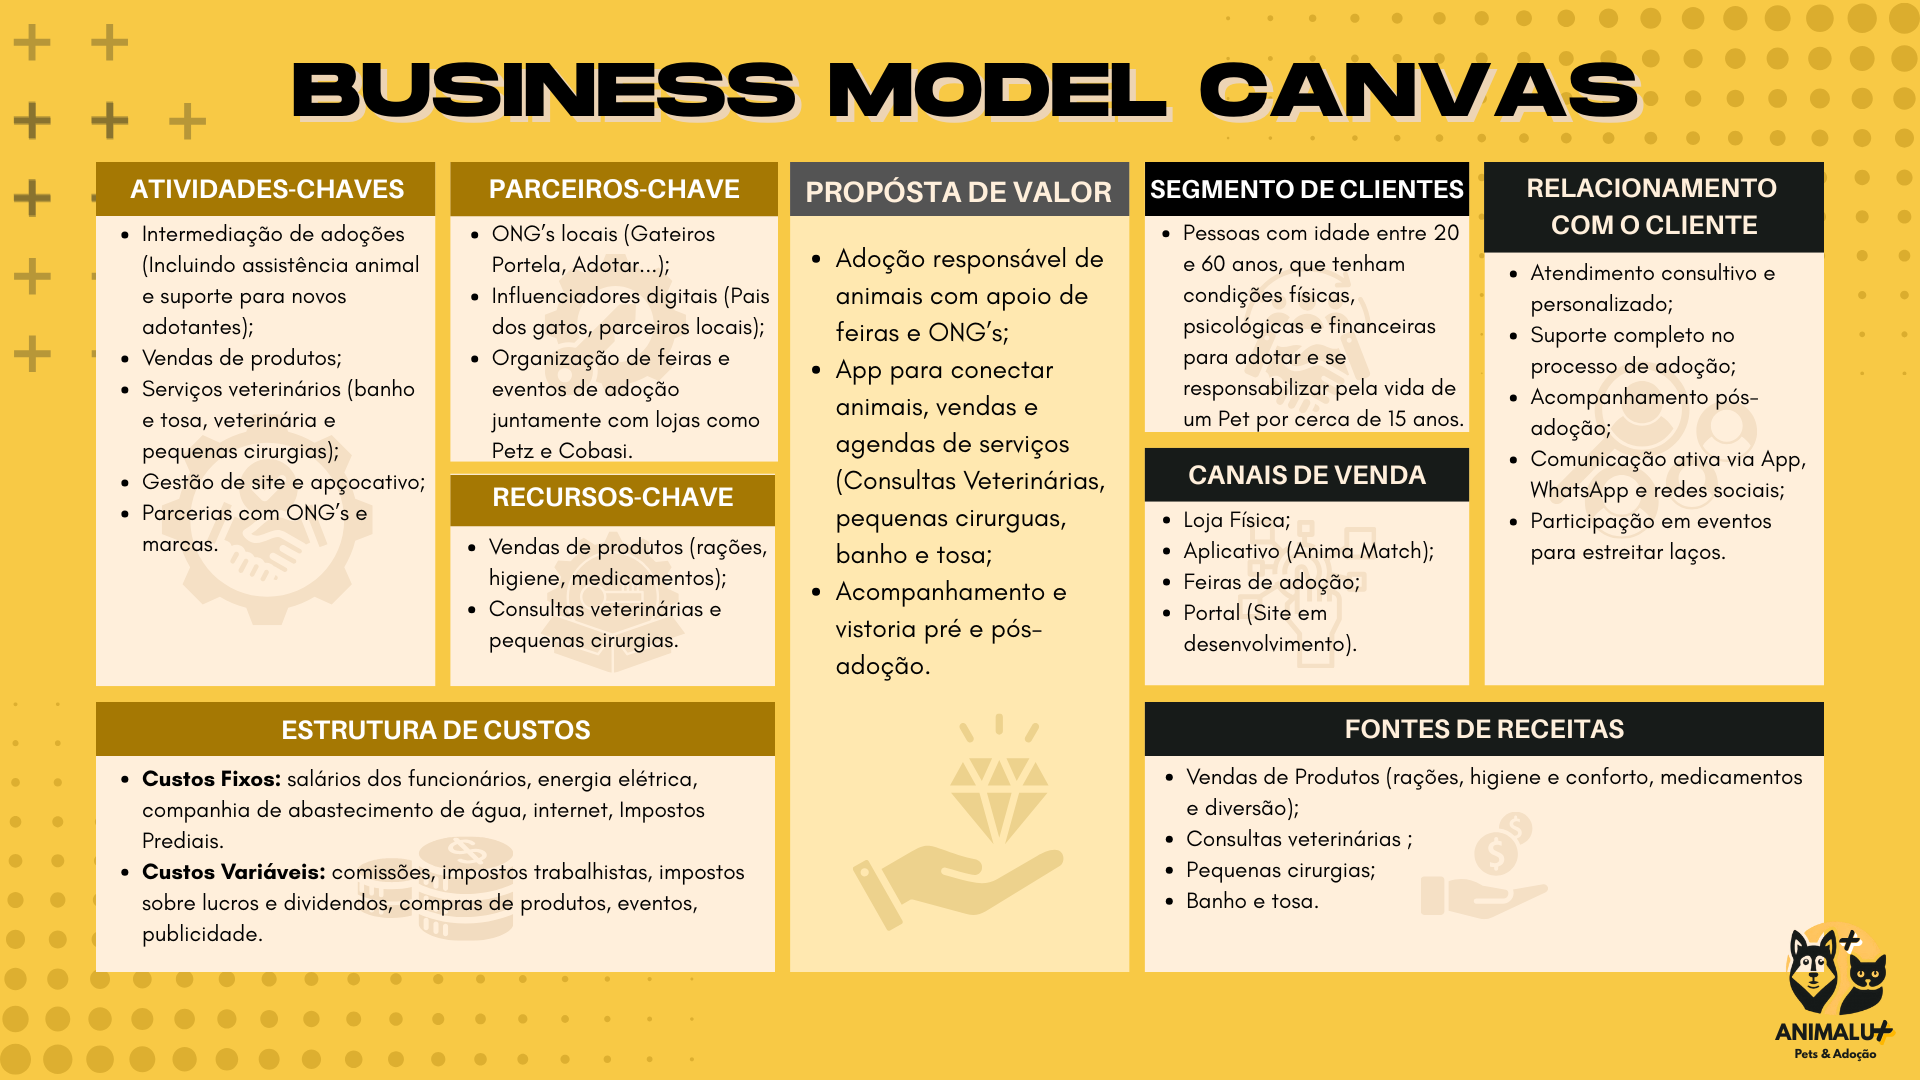 BUSINESS MODEL CANVAS
ATIVIDADES-CHAVES
• Intermediação de adoções
(Incluindo assistência animal
e suporte para novos
adotantes);
• Vendas de produtos;
• Serviços veterinários (banho
e tosa, veterinária e
pequenas cirurgias);
• Gestão de site e apçocativo;
• Parcerias com ONG’s e
marcas.
PARCEIROS-CHAVE
• ONG’s locais (Gateiros
Portela, Adotar...);
• Influenciadores digitais (Pais
dos gatos, parceiros locais);
• Organização de feiras e
eventos de adoção
juntamente com lojas como
Petz e Cobasi.
RECURSOS-CHAVE
• Vendas de produtos (rações,
higiene, medicamentos);
• Consultas veterinárias e
pequenas cirurgias.
PROPÓSTA DE VALOR
• Adoção responsável de
animais com apoio de
feiras e ONG’s;
• App para conectar
animais, vendas e
agendas de serviços
(Consultas Veterinárias,
pequenas cirurguas,
banho e tosa;
• Acompanhamento e
vistoria pré e pós-
adoção.
SEGMENTO DE CLIENTES
• Pessoas com idade entre 20
e 60 anos, que tenham
condições físicas,
psicológicas e financeiras
para adotar e se
responsabilizar pela vida de
um Pet por cerca de 15 anos.
CANAIS DE VENDA
• Loja Física;
• Aplicativo (Anima Match);
• Feiras de adoção;
• Portal (Site em
desenvolvimento).
RELACIONAMENTO
COM O CLIENTE
• Atendimento consultivo e
personalizado;
• Suporte completo no
processo de adoção;
• Acompanhamento pós-
adoção;
• Comunicação ativa via App,
WhatsApp e redes sociais;
• Participação em eventos
para estreitar laços.
ESTRUTURA DE CUSTOS
• Custos Fixos: salários dos funcionários, energia elétrica,
companhia de abastecimento de água, internet, Impostos
Prediais.
• Custos Variáveis: comissões, impostos trabalhistas, impostos
sobre lucros e dividendos, compras de produtos, eventos,
publicidade.
FONTES DE RECEITAS
• Vendas de Produtos (rações, higiene e conforto, medicamentos
e diversão);
• Consultas veterinárias ;
• Pequenas cirurgias;
• Banho e tosa.
ANIMALU+
Pets & Adoção